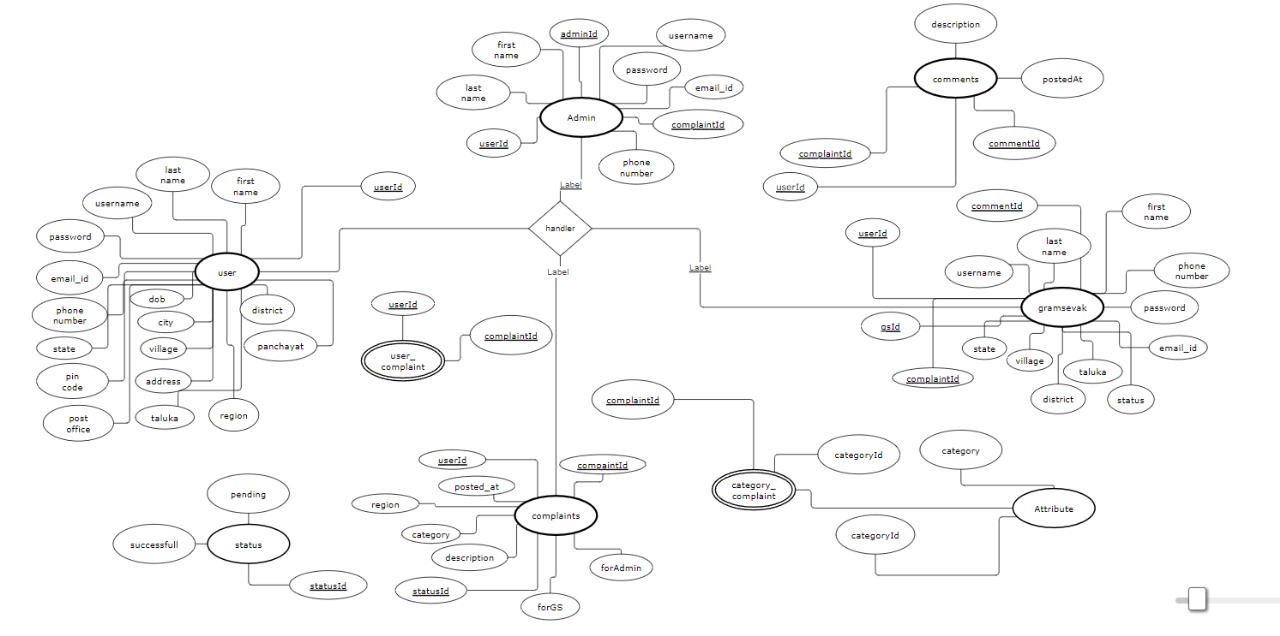 description
adminId
username
first
name
password
comments
postedAt
last
name
email_id
Admin
complaintId
userId
commentId
complaintId
phone
number
last
name
first
name
userId
Label
userId
username
commentId
first
name
password
handler
userId
last
name
user
Label
Label
username
phone
number
email_id
dob
district
userId
gramsevak
password
phone
number
city
complaintId
gsId
state
village
panchayat
user_
complaint
state
village
email_id
pin
code
address
complaintId
taluka
complaintId
district
status
post
office
taluka
region
userId
compaintId
categoryId
category
pending
posted_at
category_
complaint
region
complaints
Attribute
successfull
status
category
categoryId
description
forAdmin
statusId
statusId
forGS